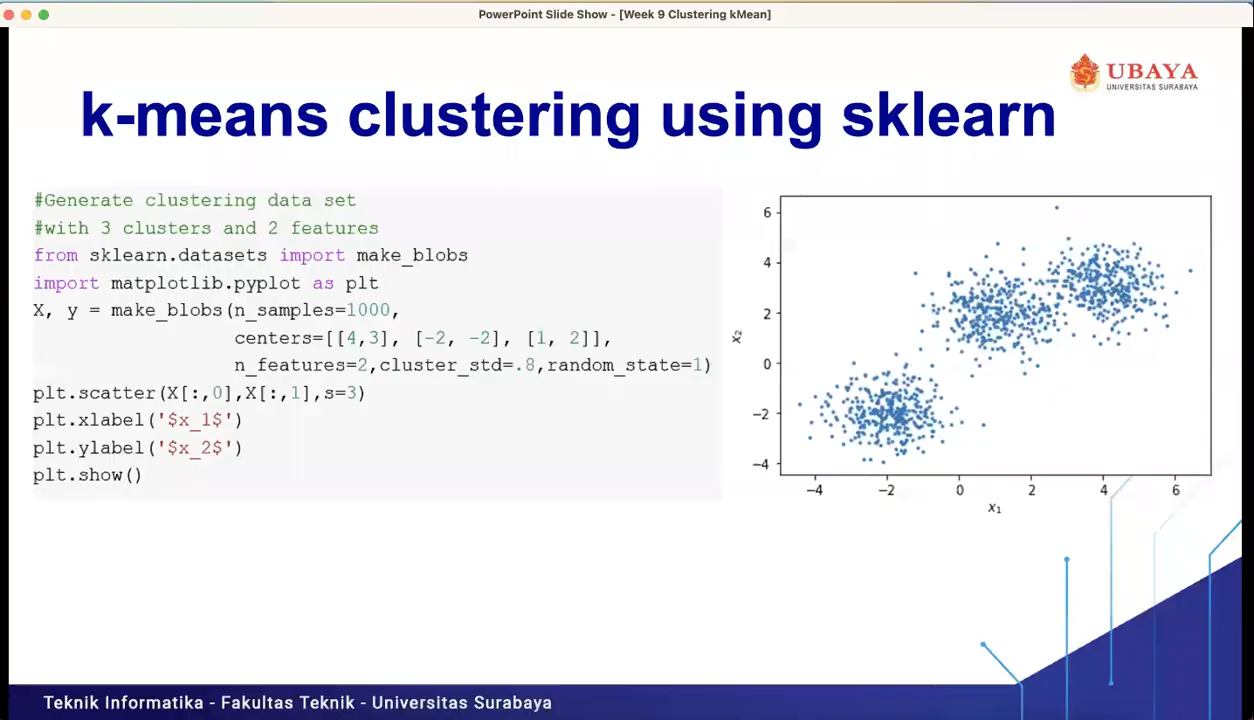 PowerPoint Slide Show - [Week 9 Clustering kMean]
UBAYA
UNIVERSITAS SURABAYA
k-means clustering using sklearn
#Generate clustering data set
#with 3 clusters and 2 features
from sklearn.datasets import make_blobs
import matplotlib.pyplot as plt
X, y = make_blobs(n_samples=1000,
centers=[[4,3], [-2, -2], [1, 2]],
n_features=2,cluster_std=.8,random_state=1)
plt.scatter(X[:,0],X[:,1],s=3)
plt.xlabel('$x_1$')
plt.ylabel('$x_2$')
plt.show()
6
4
2
0
−2
−4
x₂
−4 −2 0 2 4 6
x₁
Teknik Informatika - Fakultas Teknik - Universitas Surabaya